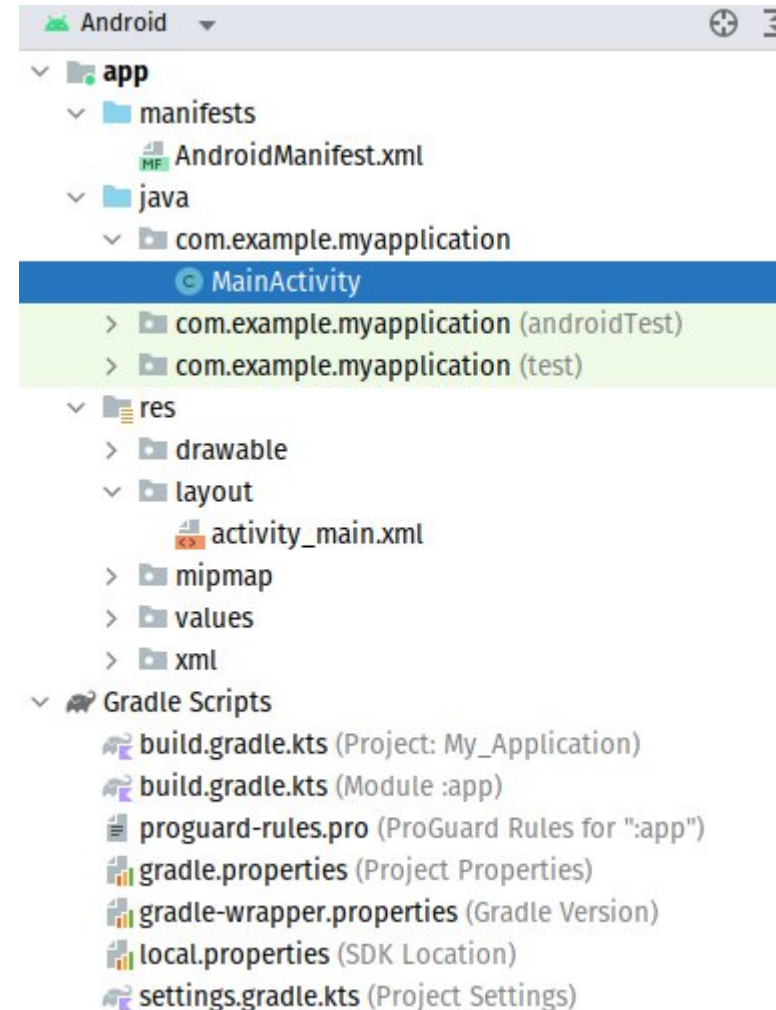 Android
app
manifests
MF AndroidManifest.xml
java
com.example.myapplication
C MainActivity
com.example.myapplication (androidTest)
com.example.myapplication (test)
res
drawable
layout
<> activity_main.xml
mipmap
values
xml
Gradle Scripts
build.gradle.kts (Project: My_Application)
build.gradle.kts (Module :app)
proguard-rules.pro (ProGuard Rules for ":app")
gradle.properties (Project Properties)
gradle-wrapper.properties (Gradle Version)
local.properties (SDK Location)
settings.gradle.kts (Project Settings)